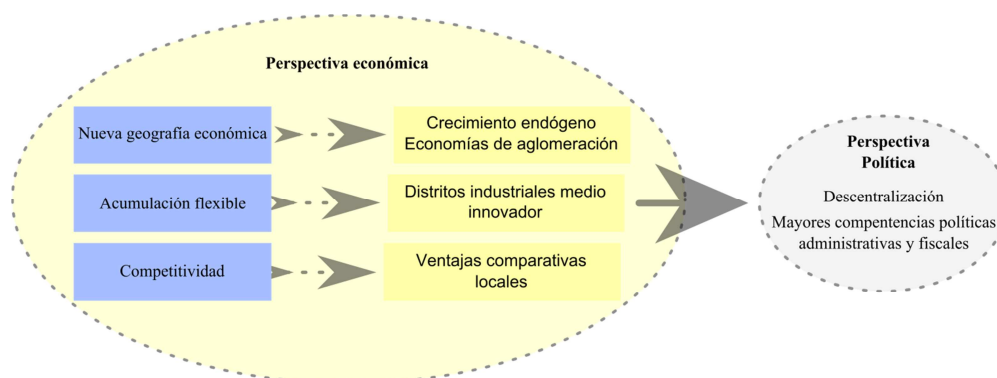 Perspectiva económica
Nueva geografía económica
Crecimiento endógeno
Economías de aglomeración
Acumulación flexible
Distritos industriales medio
innovador
Competitividad
Ventajas comparativas
locales
Perspectiva
Política
Descentralización
Mayores compentencias políticas
administrativas y fiscales